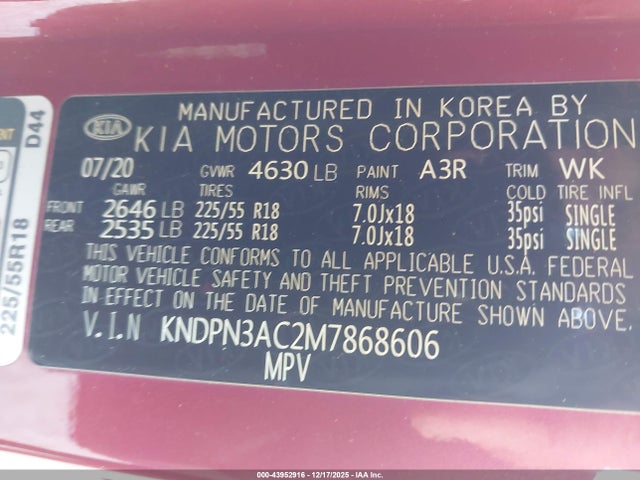 MANUFACTURED IN KOREA BY
KIA KIA MOTORS CORPORATION
07/20 GVWR 4630 LB PAINT A3R TRIM WK
GAWR TIRES RIMS COLD TIRE INFL
FRONT 2646 LB 225/55 R18 7.0Jx18 35psi SINGLE
REAR 2535 LB 225/55 R18 7.0Jx18 35psi SINGLE
THIS VEHICLE CONFORMS TO ALL APPLICABLE U.S.A. FEDERAL
MOTOR VEHICLE SAFETY AND THEFT PREVENTION STANDARDS
IN EFFECT ON THE DATE OF MANUFACTURE SHOWN ABOVE.
V.I.N KNDPN3AC2M7868606
MPV
D44
225/55R18
000-43952916 - 12/17/2025 - IAA Inc.